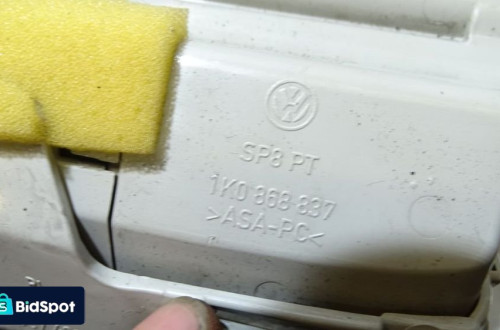 SP8 PT
1K0 868 837
>ASA-PC<
BidSpot